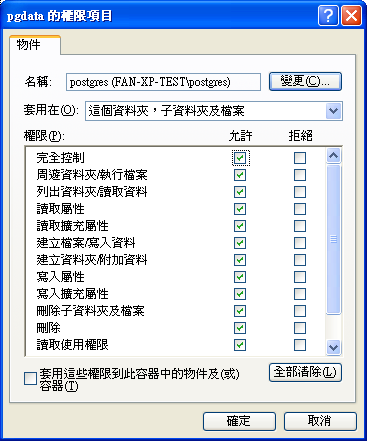 pgdata 的權限項目
物件
名稱:
postgres (FAN-XP-TEST\postgres)
變更(C)...
套用在(O):
這個資料夾，子資料夾及檔案
權限(P):
允許
拒絕
完全控制
周遊資料夾/執行檔案
列出資料夾/讀取資料
讀取屬性
讀取擴充屬性
建立檔案/寫入資料
建立資料夾/附加資料
寫入屬性
寫入擴充屬性
刪除子資料夾及檔案
刪除
讀取使用權限
套用這些權限到此容器中的物件及(或)
容器(T)
全部清除(L)
確定
取消